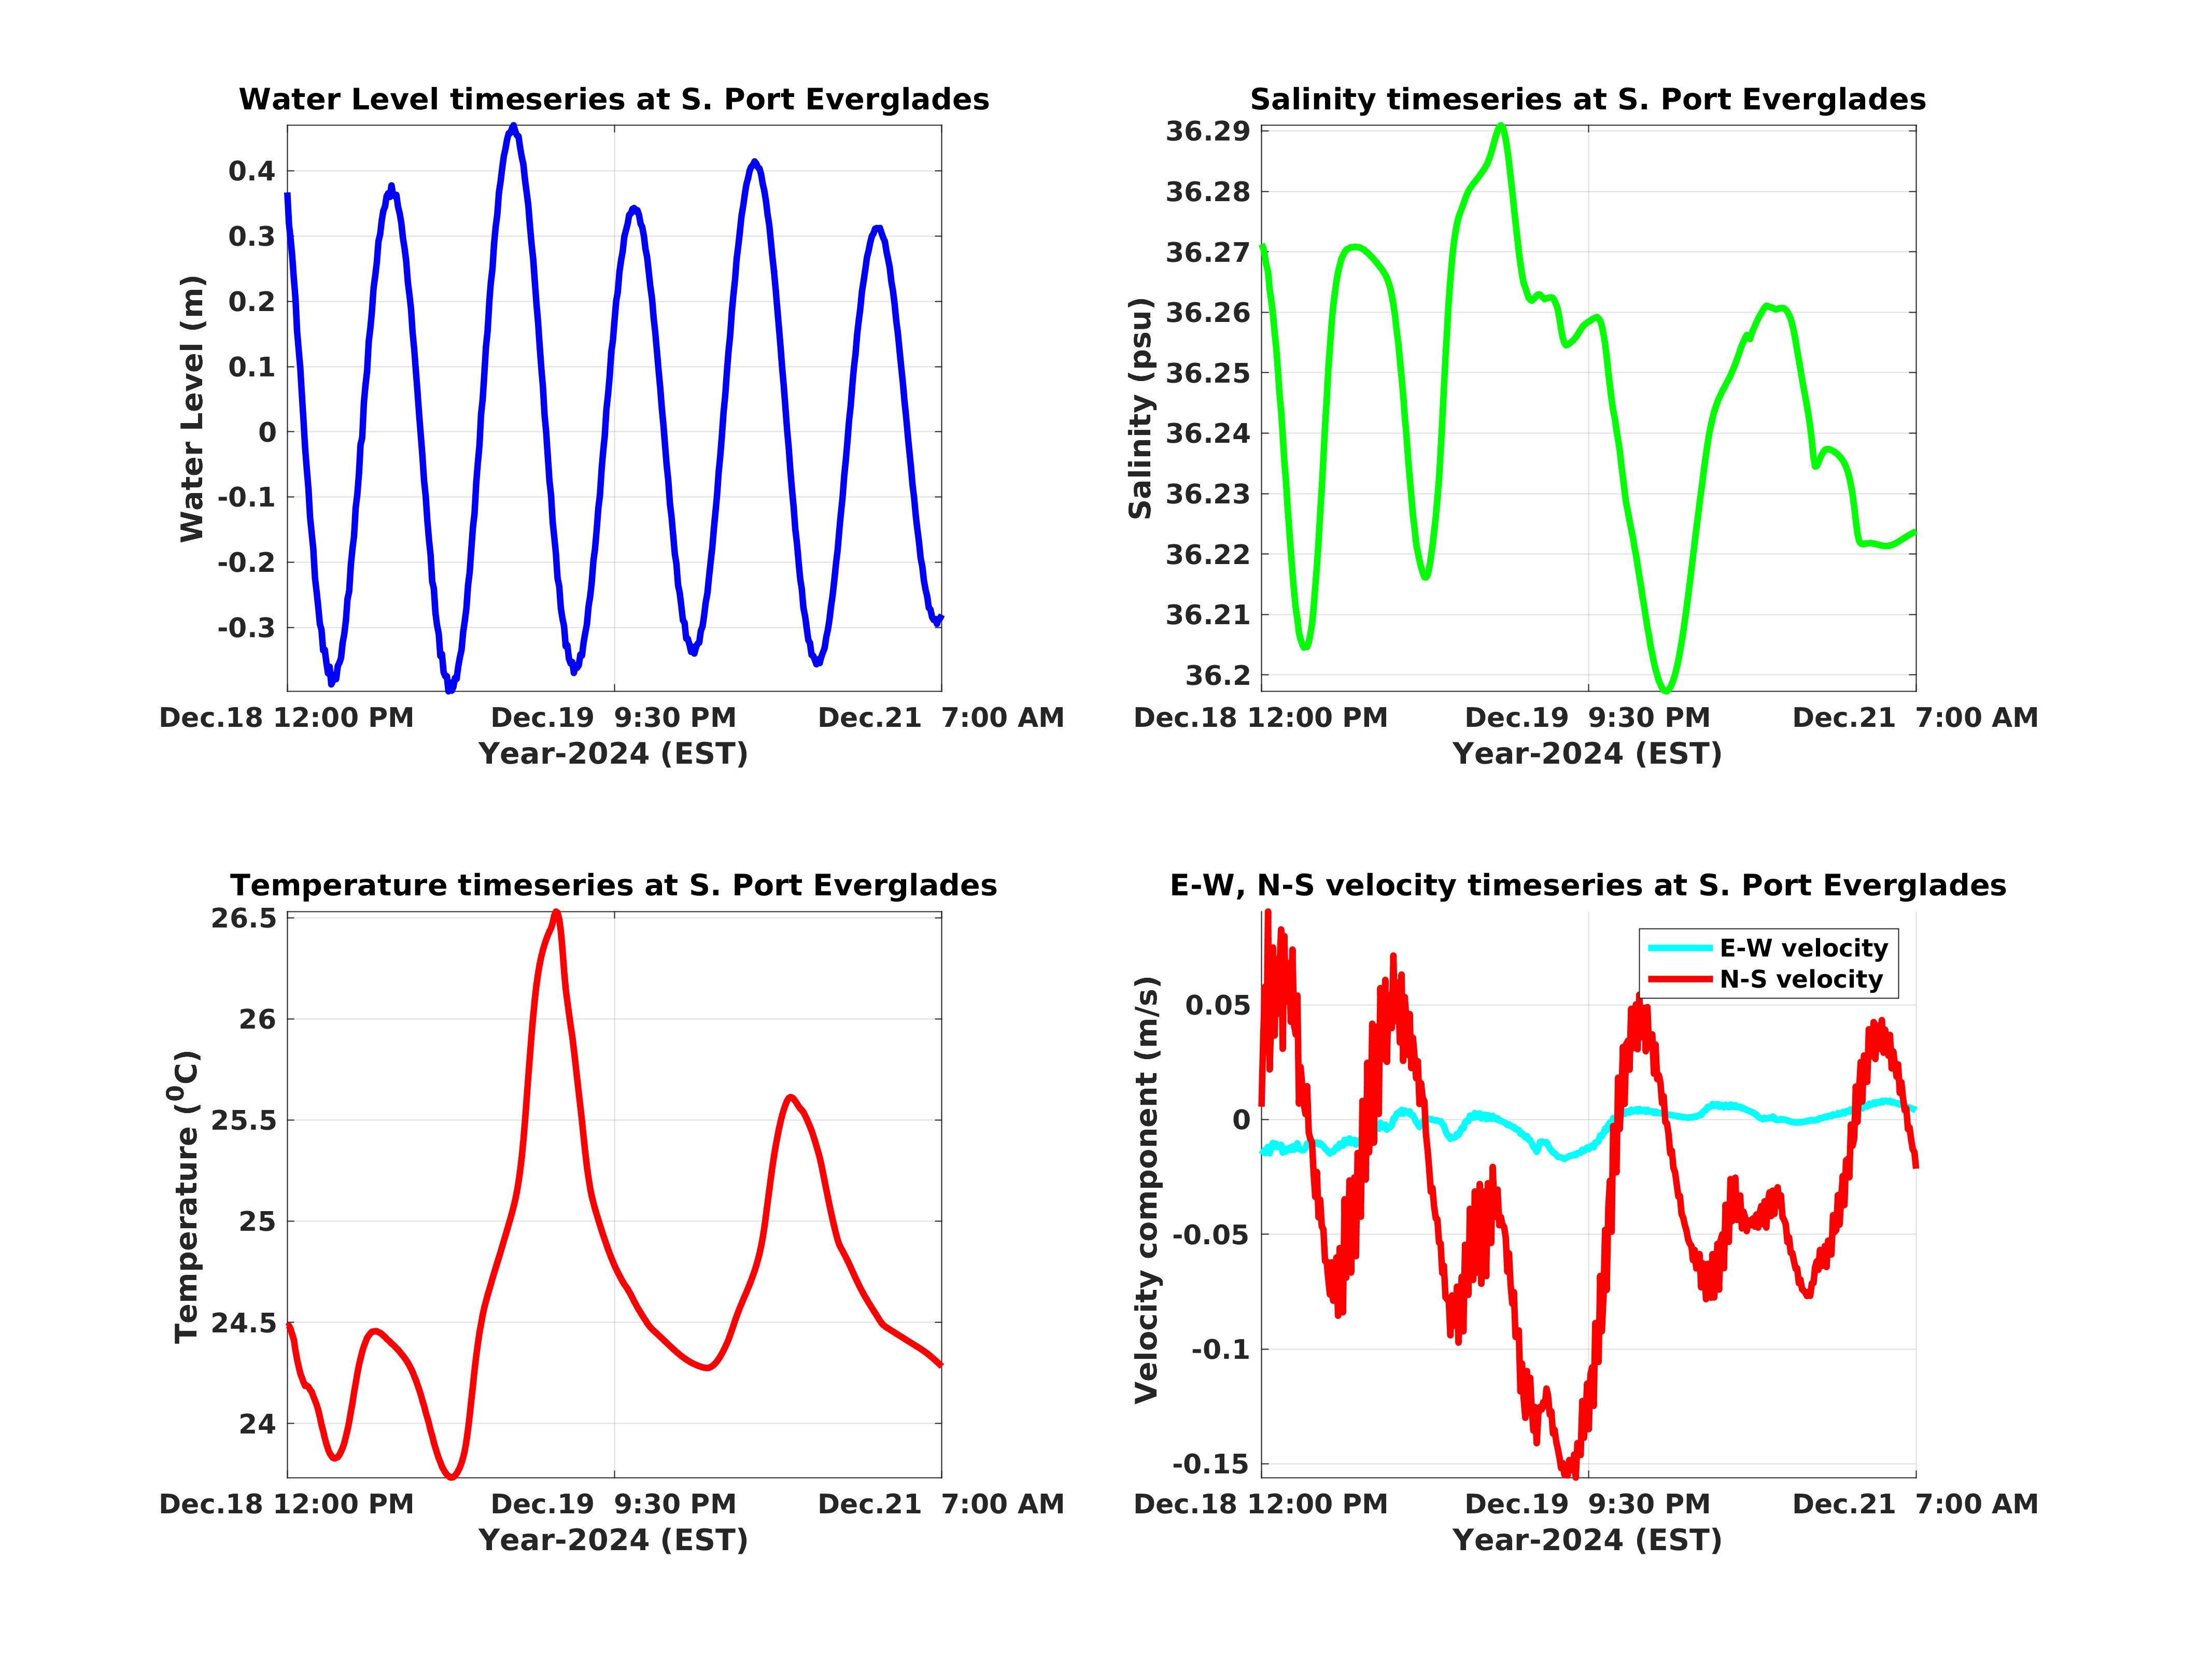 Water Level timeseries at S. Port Everglades
0.4
0.3
0.2
0.1
0
-0.1
-0.2
-0.3
Water Level (m)
Dec.18 12:00 PM Dec.19 9:30 PM Dec.21 7:00 AM
Year-2024 (EST)
Salinity timeseries at S. Port Everglades
36.29
36.28
36.27
36.26
36.25
36.24
36.23
36.22
36.21
36.2
Salinity (psu)
Dec.18 12:00 PM Dec.19 9:30 PM Dec.21 7:00 AM
Year-2024 (EST)
Temperature timeseries at S. Port Everglades
26.5
26
25.5
25
24.5
24
Temperature (⁰C)
Dec.18 12:00 PM Dec.19 9:30 PM Dec.21 7:00 AM
Year-2024 (EST)
E-W, N-S velocity timeseries at S. Port Everglades
E-W velocity
N-S velocity
0.05
0
-0.05
-0.1
-0.15
Velocity component (m/s)
Dec.18 12:00 PM Dec.19 9:30 PM Dec.21 7:00 AM
Year-2024 (EST)